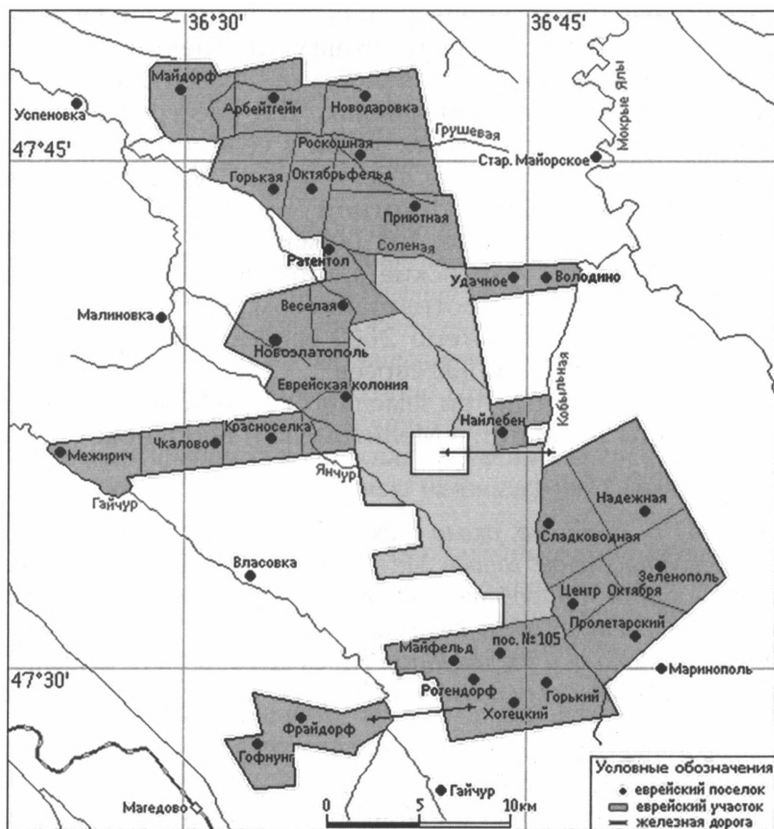 36°30'
36°45'
Майдорф
Успеновка
Арбейтгейм
Новодаровка
Мокрые Ялы
Грушевая
47°45'
Роскошная
Стар. Майорское
Горькая
Октябрьфельд
Приютная
Соленая
Ратентол
Удачное
Володино
Веселая
Малиновка
Новозлатополь
Кобыльная
Еврейская колония
Найлебен
Красноселка
Чкалово
Межирич
Янчур
Гайчур
Надежная
Сладководная
Власовка
Зеленополь
Центр Октября
Пролетарский
пос. №105
Майфельд
Маринополь
47°30'
Ротендорф
Горький
Хотецкий
Фрайдорф
Гофнунг
Гайчур
Магедово
0 5 10км
Условные обозначения
еврейский поселок
еврейский участок
железная дорога